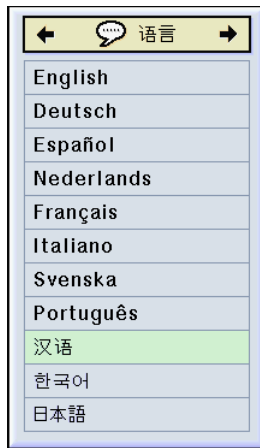 语言
English
Deutsch
Español
Nederlands
Français
Italiano
Svenska
Português
汉语
한국어
日本語